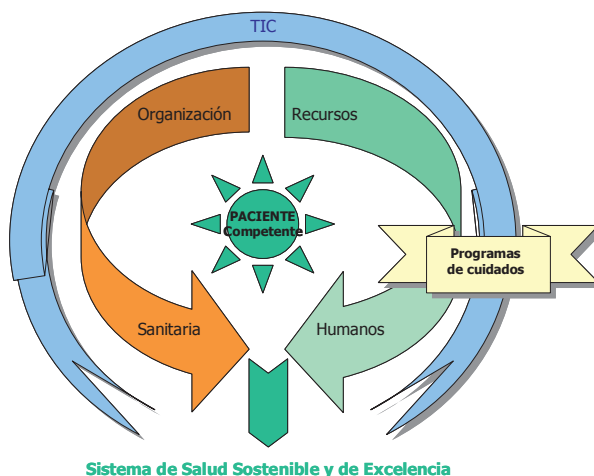 TIC
Organización
Recursos
PACIENTE
Competente
Programas
de cuidados
Sanitaria
Humanos
Sistema de Salud Sostenible y de Excelencia